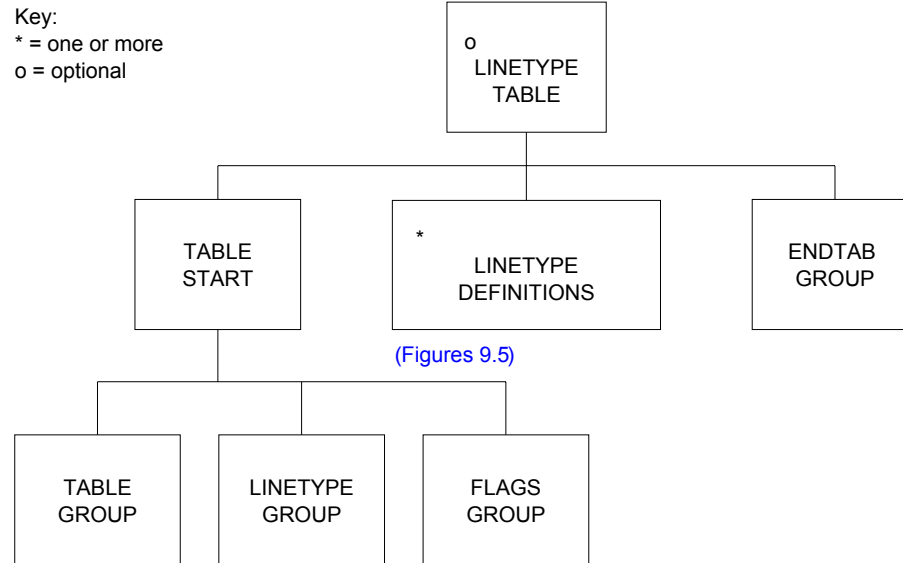 Key:
* = one or more
o = optional
o
LINETYPE
TABLE
TABLE
START
*
LINETYPE
DEFINITIONS
ENDTAB
GROUP
(Figures 9.5)
TABLE
GROUP
LINETYPE
GROUP
FLAGS
GROUP